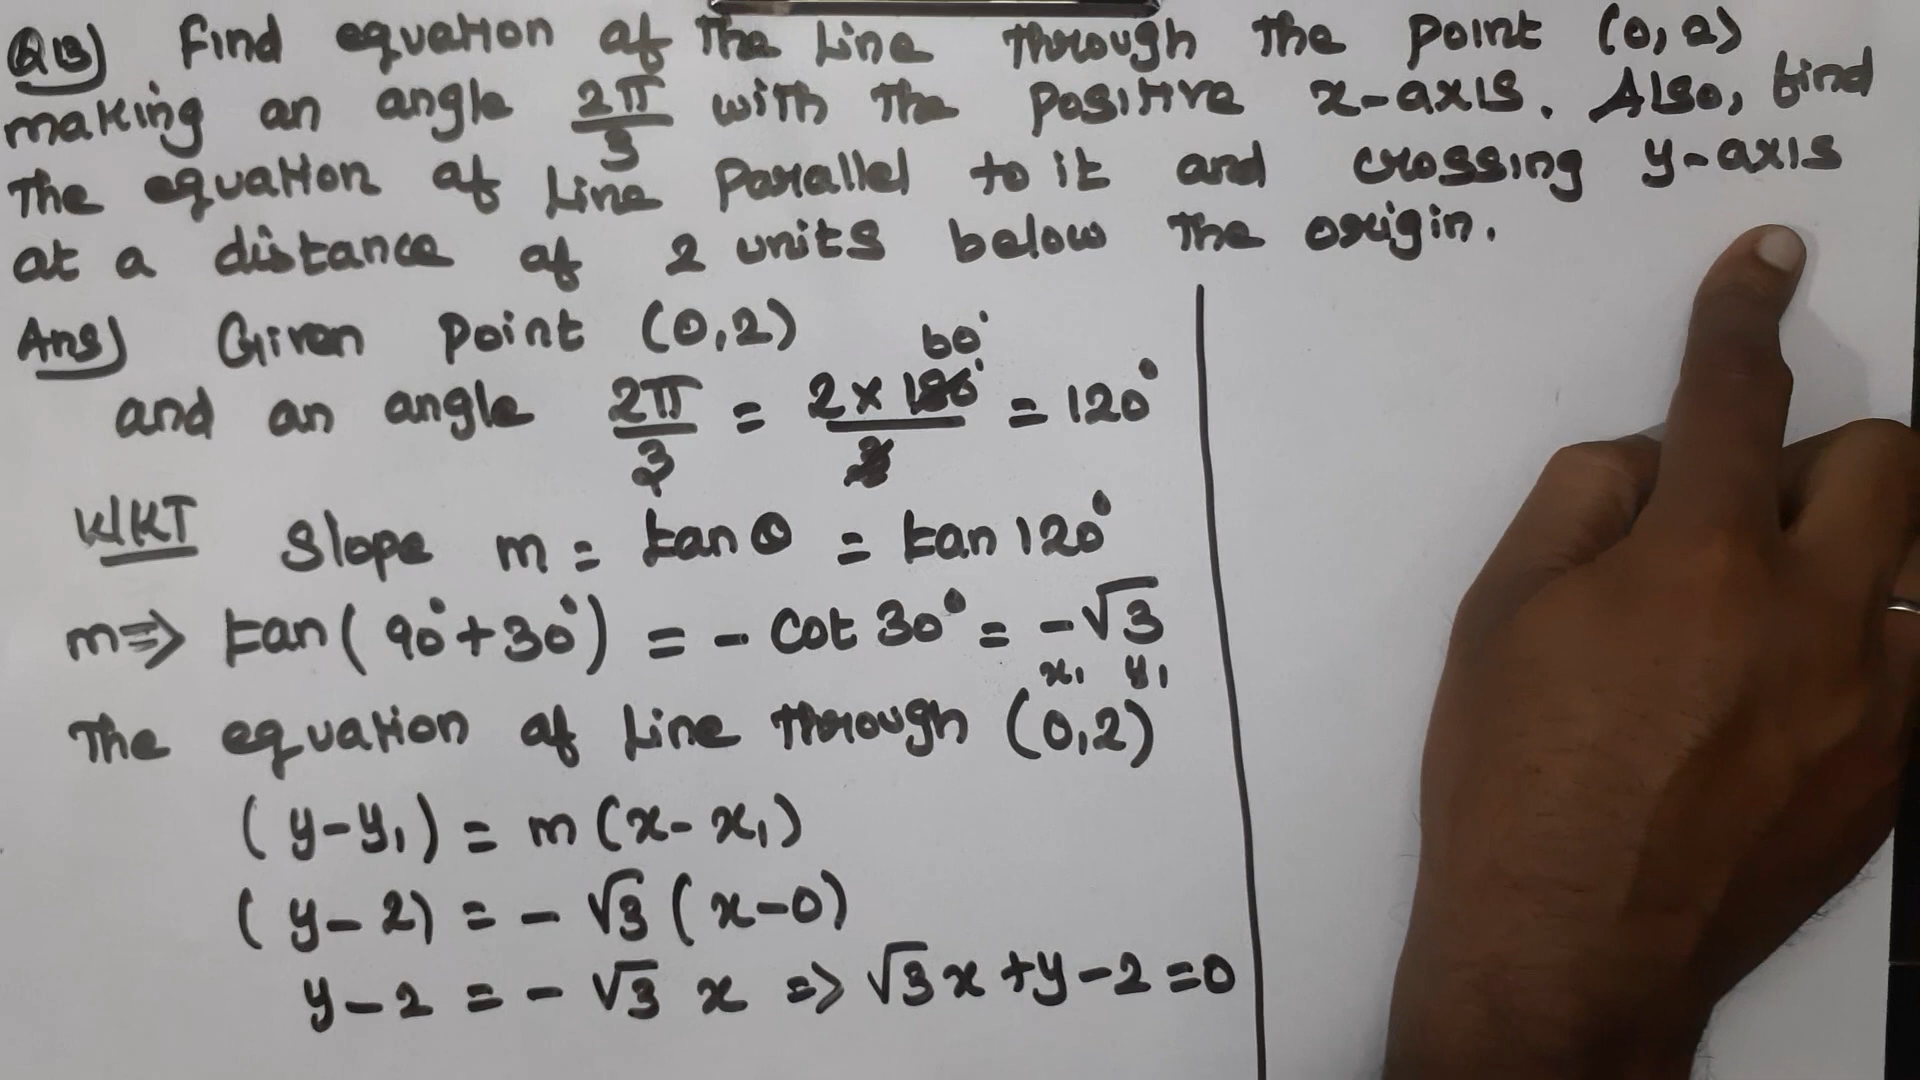 Q13) Find equation of the Line through the point (0,2)
making an angle 2π/3 with the positive x-axis. Also, find
The equation of Line parallel to it and crossing y-axis
at a distance of 2 units below the origin.
Ans) Given point (0,2)
and an angle 2π/3 = 2×180°/3 = 120°
60°
WKT Slope m = tan θ = tan 120°
m ⇒ tan(90°+30°) = - cot 30° = -√3
x₁ y₁
The equation of Line through (0,2)
(y-y₁) = m(x-x₁)
(y-2) = -√3(x-0)
y-2 = -√3 x ⇒ √3x+y-2=0